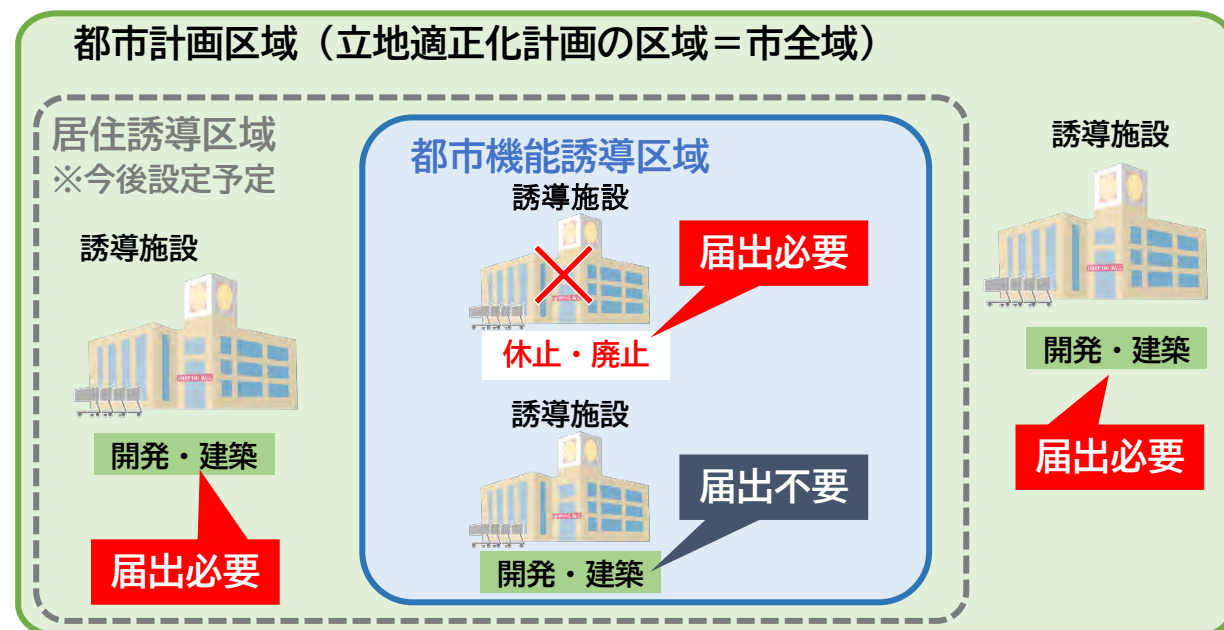 都市計画区域（立地適正化計画の区域＝市全域）
居住誘導区域
※今後設定予定
誘導施設
開発・建築
届出必要
都市機能誘導区域
誘導施設
届出必要
休止・廃止
誘導施設
届出不要
開発・建築
誘導施設
開発・建築
届出必要